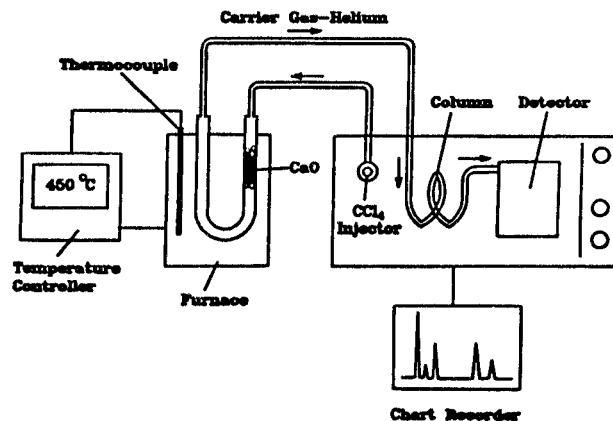 Carrier Gas-Helium
Thermocouple
Column
Detector
450 °C
CaO
CCl₄
Injector
Temperature
Controller
Furnace
Chart Recorder